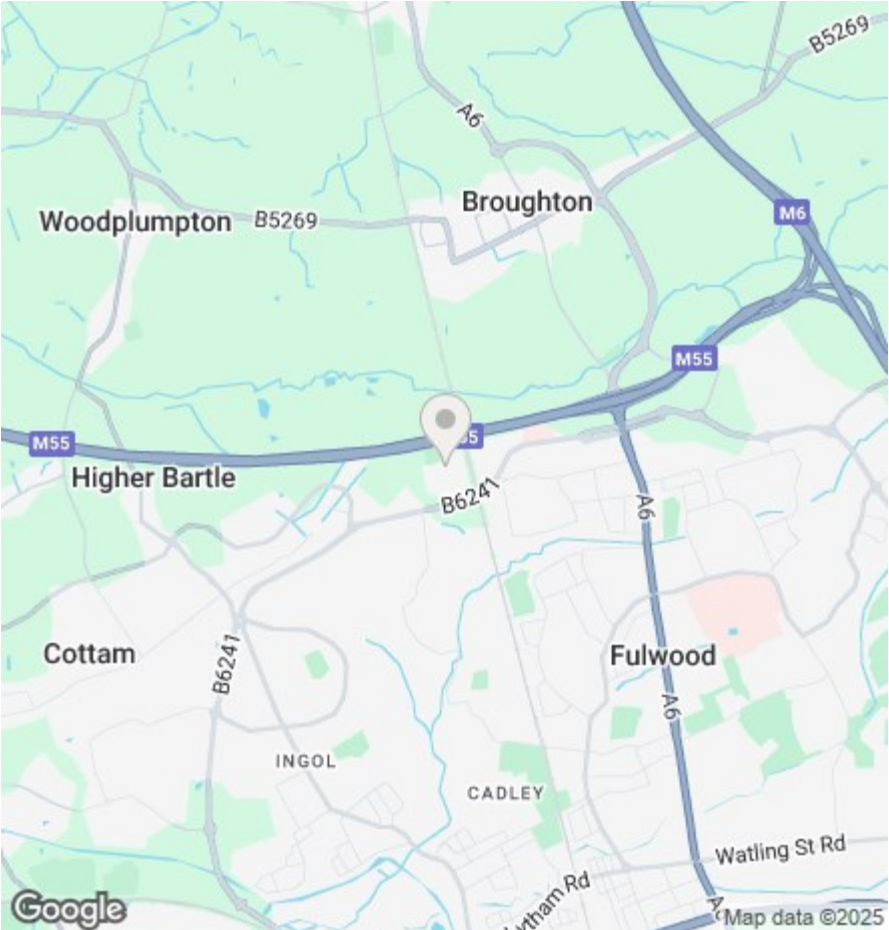 B5269
A6
Broughton
Woodplumpton
B5269
M6
M55
M55
Higher Bartle
B6241
A6
Cottam
B6241
Fulwood
A6
INGOL
CADLEY
Watling St Rd
Google
Map data ©2025